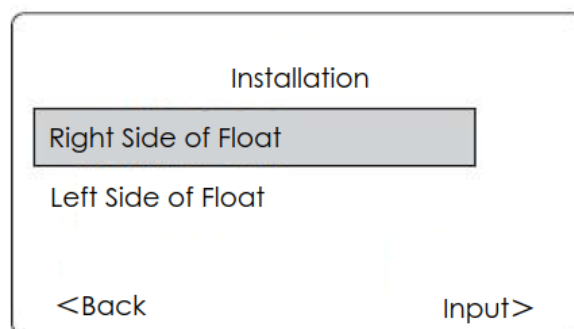 Installation
Right Side of Float
Left Side of Float
<Back Input>